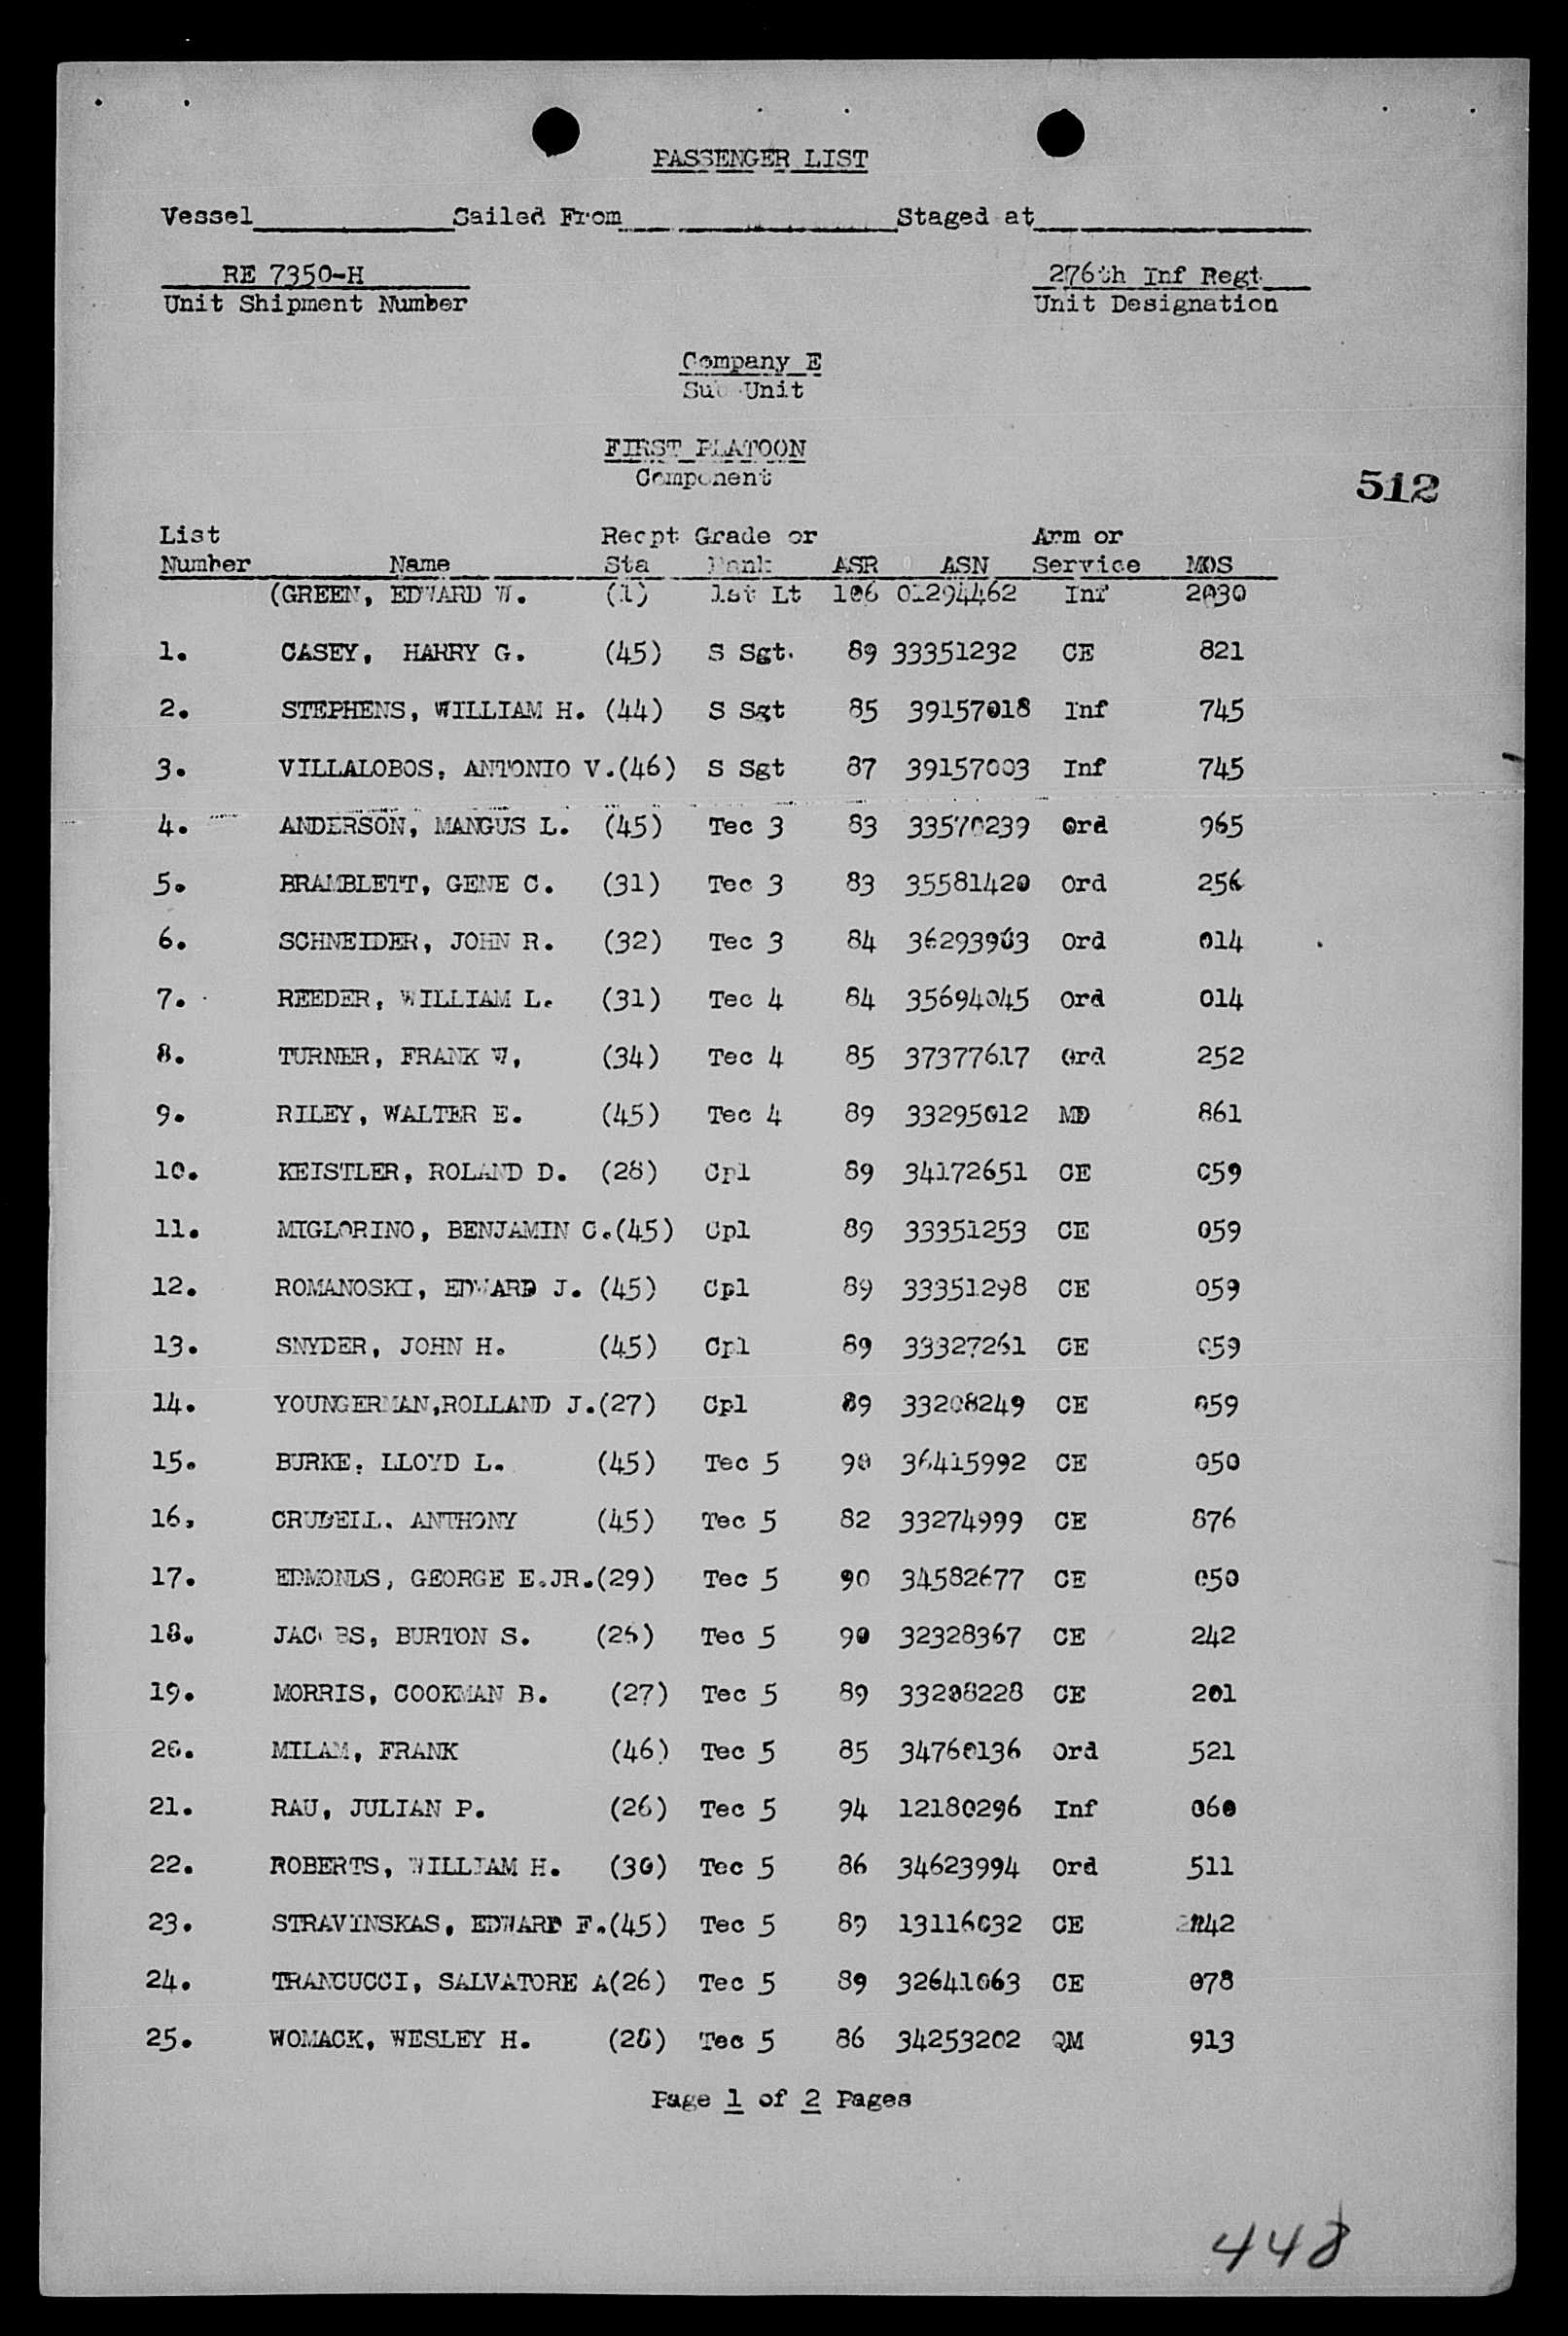 PASSENGER LIST
Vessel Sailed From Staged at
RE 7350-H 276th Inf Regt
Unit Shipment Number Unit Designation
Company E
Sub-Unit
FIRST PLATOON
Component
512
List Recpt Grade or Arm or
Number Name Sta Rank ASR ASN Service MOS
(GREEN, EDWARD W. (1) 1st Lt 106 01294462 Inf 2030
1. CASEY, HARRY G. (45) S Sgt. 89 33351232 CE 821
2. STEPHENS, WILLIAM H. (44) S Sgt 85 39157018 Inf 745
3. VILLALOBOS, ANTONIO V.(46) S Sgt 87 39157003 Inf 745
4. ANDERSON, MANGUS L. (45) Tec 3 83 33570239 Ord 965
5. BRAMBLETT, GENE C. (31) Tec 3 83 35581420 Ord 256
6. SCHNEIDER, JOHN R. (32) Tec 3 84 36293903 Ord 014
7. REEDER, WILLIAM L. (31) Tec 4 84 35694045 Ord 014
8. TURNER, FRANK W, (34) Tec 4 85 37377617 Ord 252
9. RILEY, WALTER E. (45) Tec 4 89 33295012 MD 861
10. KEISTLER, ROLAND D. (28) Cpl 89 34172651 CE 059
11. MIGLORINO, BENJAMIN C.(45) Cpl 89 33351253 CE 059
12. ROMANOSKI, EDWARD J. (45) Cpl 89 33351298 CE 059
13. SNYDER, JOHN H. (45) Cpl 89 33327261 CE 059
14. YOUNGERMAN,ROLLAND J.(27) Cpl 89 33208249 CE 059
15. BURKE, LLOYD L. (45) Tec 5 90 36415992 CE 050
16. CRUDELL, ANTHONY (45) Tec 5 82 33274999 CE 876
17. EDMONDS, GEORGE E.JR.(29) Tec 5 90 34582677 CE 050
18. JACOBS, BURTON S. (26) Tec 5 90 32328367 CE 242
19. MORRIS, COOKMAN B. (27) Tec 5 89 33208228 CE 201
20. MILAM, FRANK (46) Tec 5 85 34760136 Ord 521
21. RAU, JULIAN P. (26) Tec 5 94 12180296 Inf 060
22. ROBERTS, WILLIAM H. (30) Tec 5 86 34623994 Ord 511
23. STRAVINSKAS, EDWARD F.(45) Tec 5 89 13116032 CE
24. TRANCUCCI, SALVATORE A(26) Tec 5 89 32641063 CE 078
25. WOMACK, WESLEY H. (28) Tec 5 86 34253202 QM 913
Page 1 of 2 Pages
448